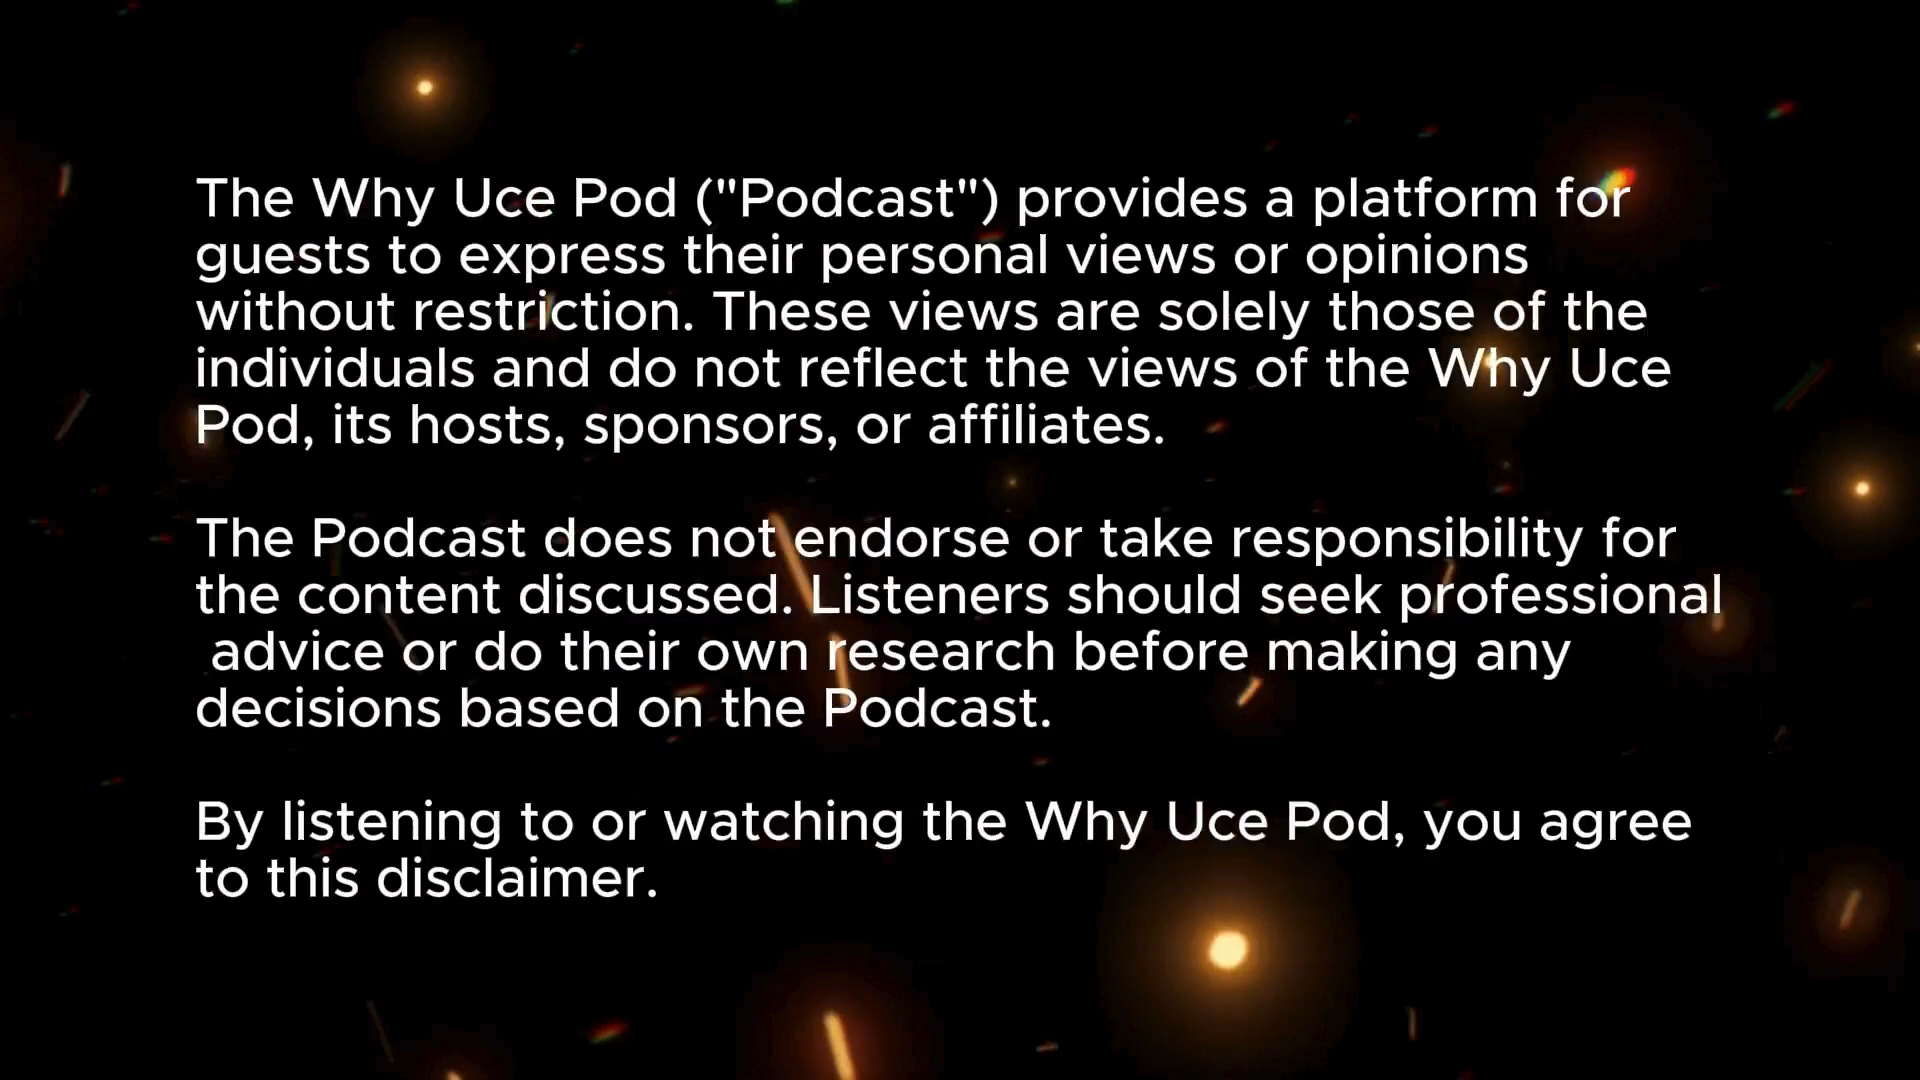 The Why Uce Pod ("Podcast") provides a platform for
guests to express their personal views or opinions
without restriction. These views are solely those of the
individuals and do not reflect the views of the Why Uce
Pod, its hosts, sponsors, or affiliates.
The Podcast does not endorse or take responsibility for
the content discussed. Listeners should seek professional
advice or do their own research before making any
decisions based on the Podcast.
By listening to or watching the Why Uce Pod, you agree
to this disclaimer.